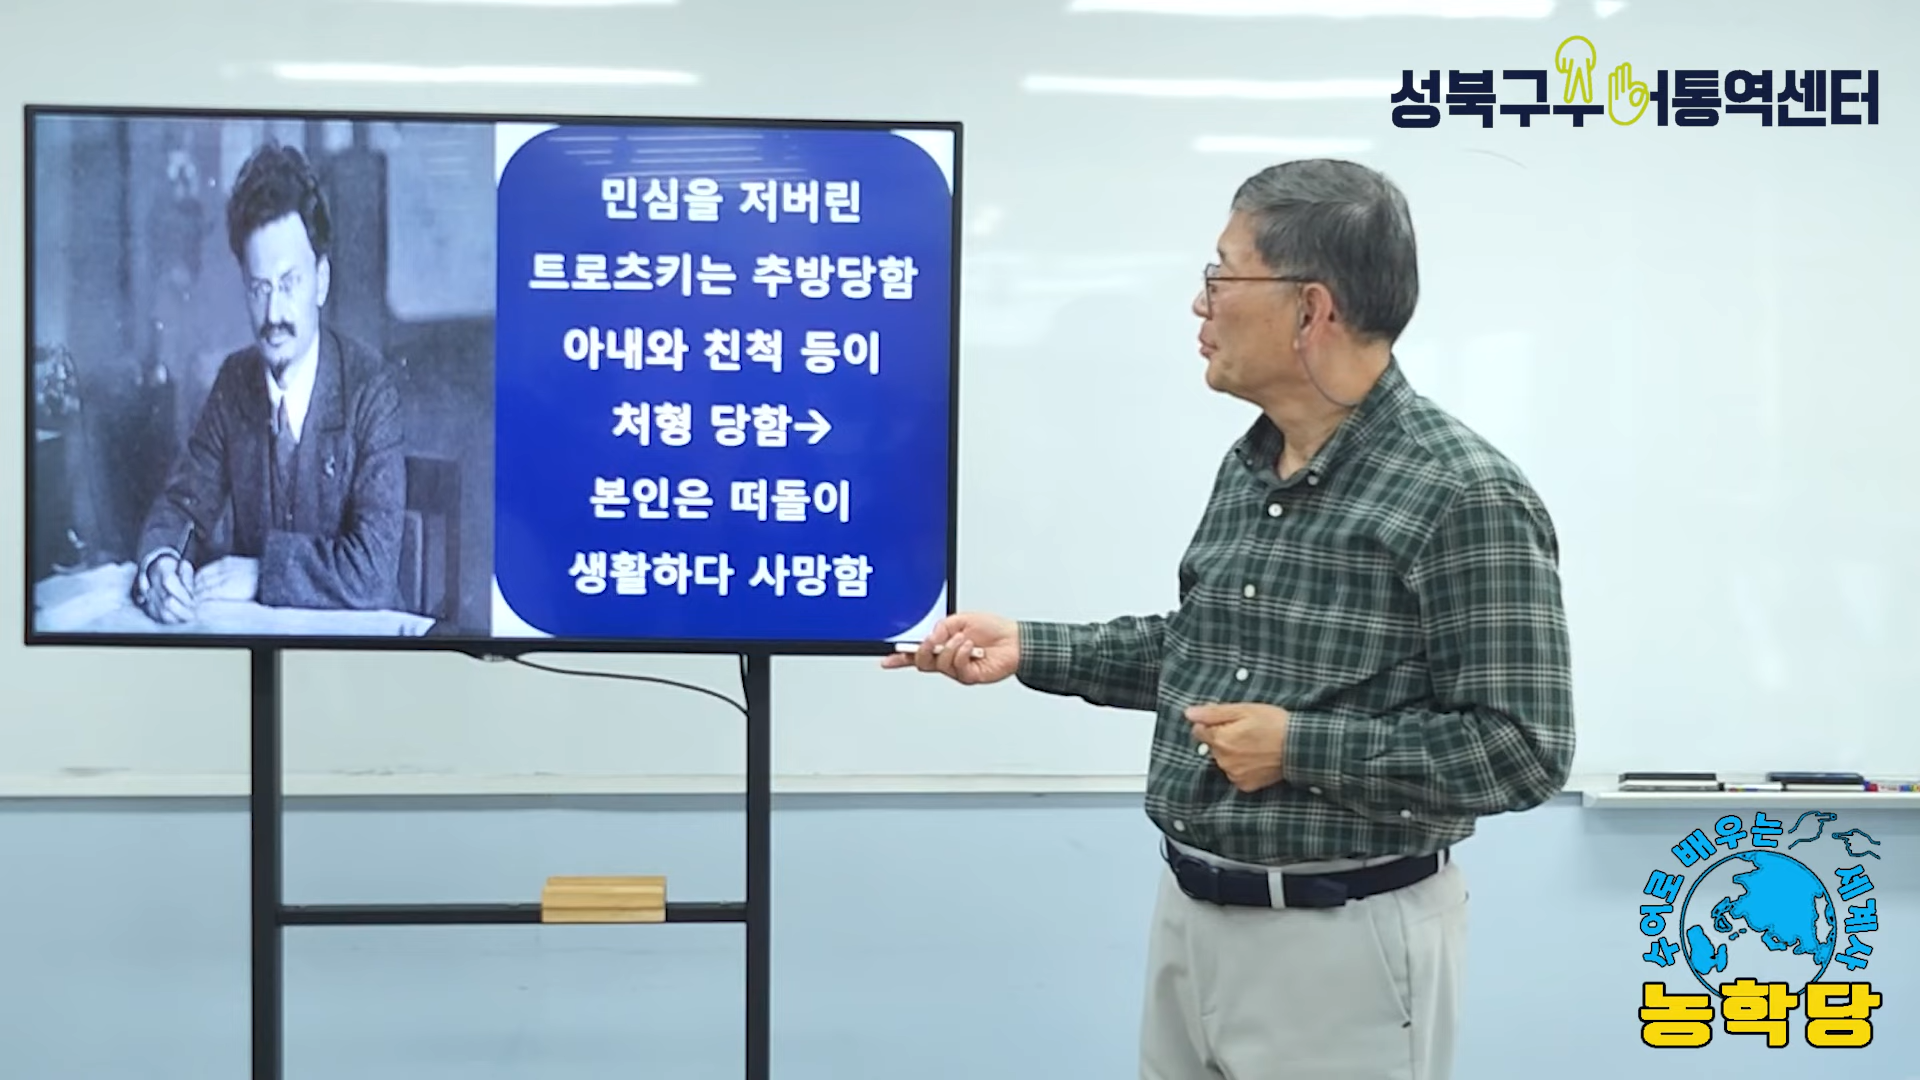 성북구수어통역센터
민심을 저버린
트로츠키는 추방당함
아내와 친척 등이
처형 당함→
본인은 떠돌이
생활하다 사망함
수어로 배우는 세계사
농학당